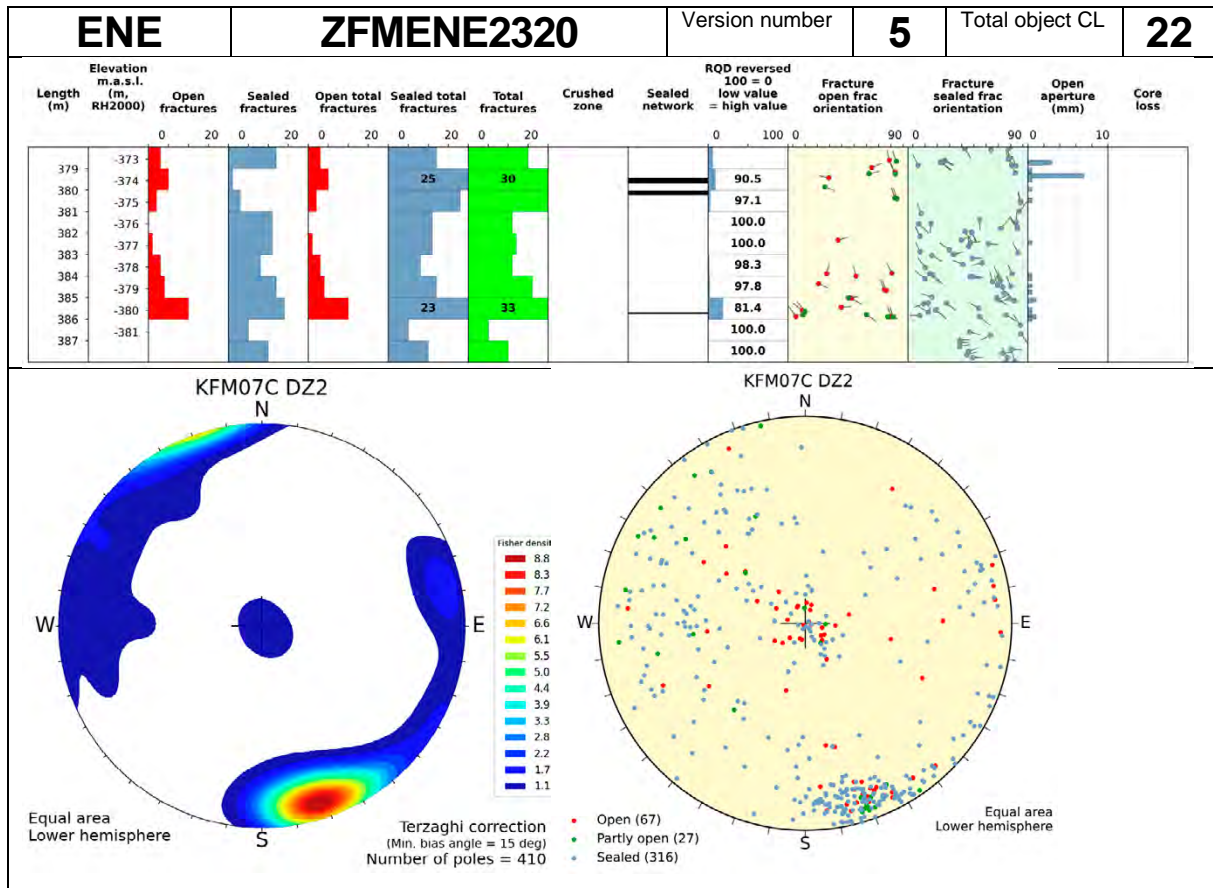 ENE ZFMENE2320 Version number 5 Total object CL 22
Length (m)
Elevation m.a.s.l. (m, RH2000)
Open fractures
Sealed fractures
Open total fractures
Sealed total fractures
Total fractures
Crushed zone
Sealed network
RQD reversed 100 = 0 low value = high value
Fracture open frac orientation
Fracture sealed frac orientation
Open aperture (mm)
Core loss
0 20 0 20 0 20 0 20 0 20 0 100 0 90 0 90 0 10
-373
379 -374 25 30 90.5
380 -375 97.1
381 -376 100.0
382 -377 100.0
383 -378 98.3
384 -379 97.8
385 -380 23 33 81.4
386 -381 100.0
387 100.0
KFM07C DZ2
N
W
E
S
Fisher densit
8.8
8.3
7.7
7.2
6.6
6.1
5.5
5.0
4.4
3.9
3.3
2.8
2.2
1.7
1.1
Equal area
Lower hemisphere
Terzaghi correction
(Min. bias angle = 15 deg)
Number of poles = 410
KFM07C DZ2
N
W
E
S
Open (67)
Partly open (27)
Sealed (316)
Equal area
Lower hemisphere